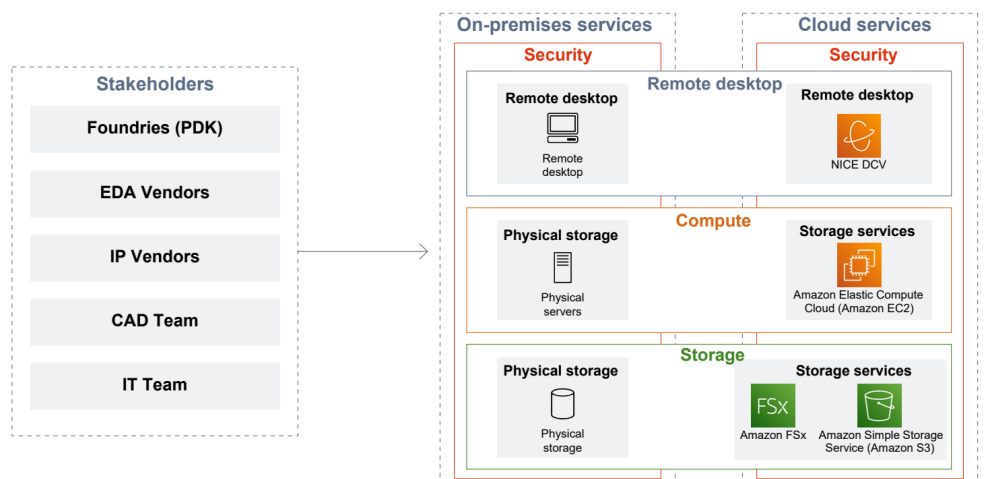 On-premises services
Cloud services
Security
Security
Stakeholders
Foundries (PDK)
EDA Vendors
IP Vendors
CAD Team
IT Team
Remote desktop
Remote desktop
Remote
desktop
Remote desktop
NICE DCV
Compute
Physical storage
Physical
servers
Storage services
Amazon Elastic Compute
Cloud (Amazon EC2)
Storage
Physical storage
Physical
storage
Storage services
FSx
Amazon FSx
Amazon Simple Storage
Service (Amazon S3)